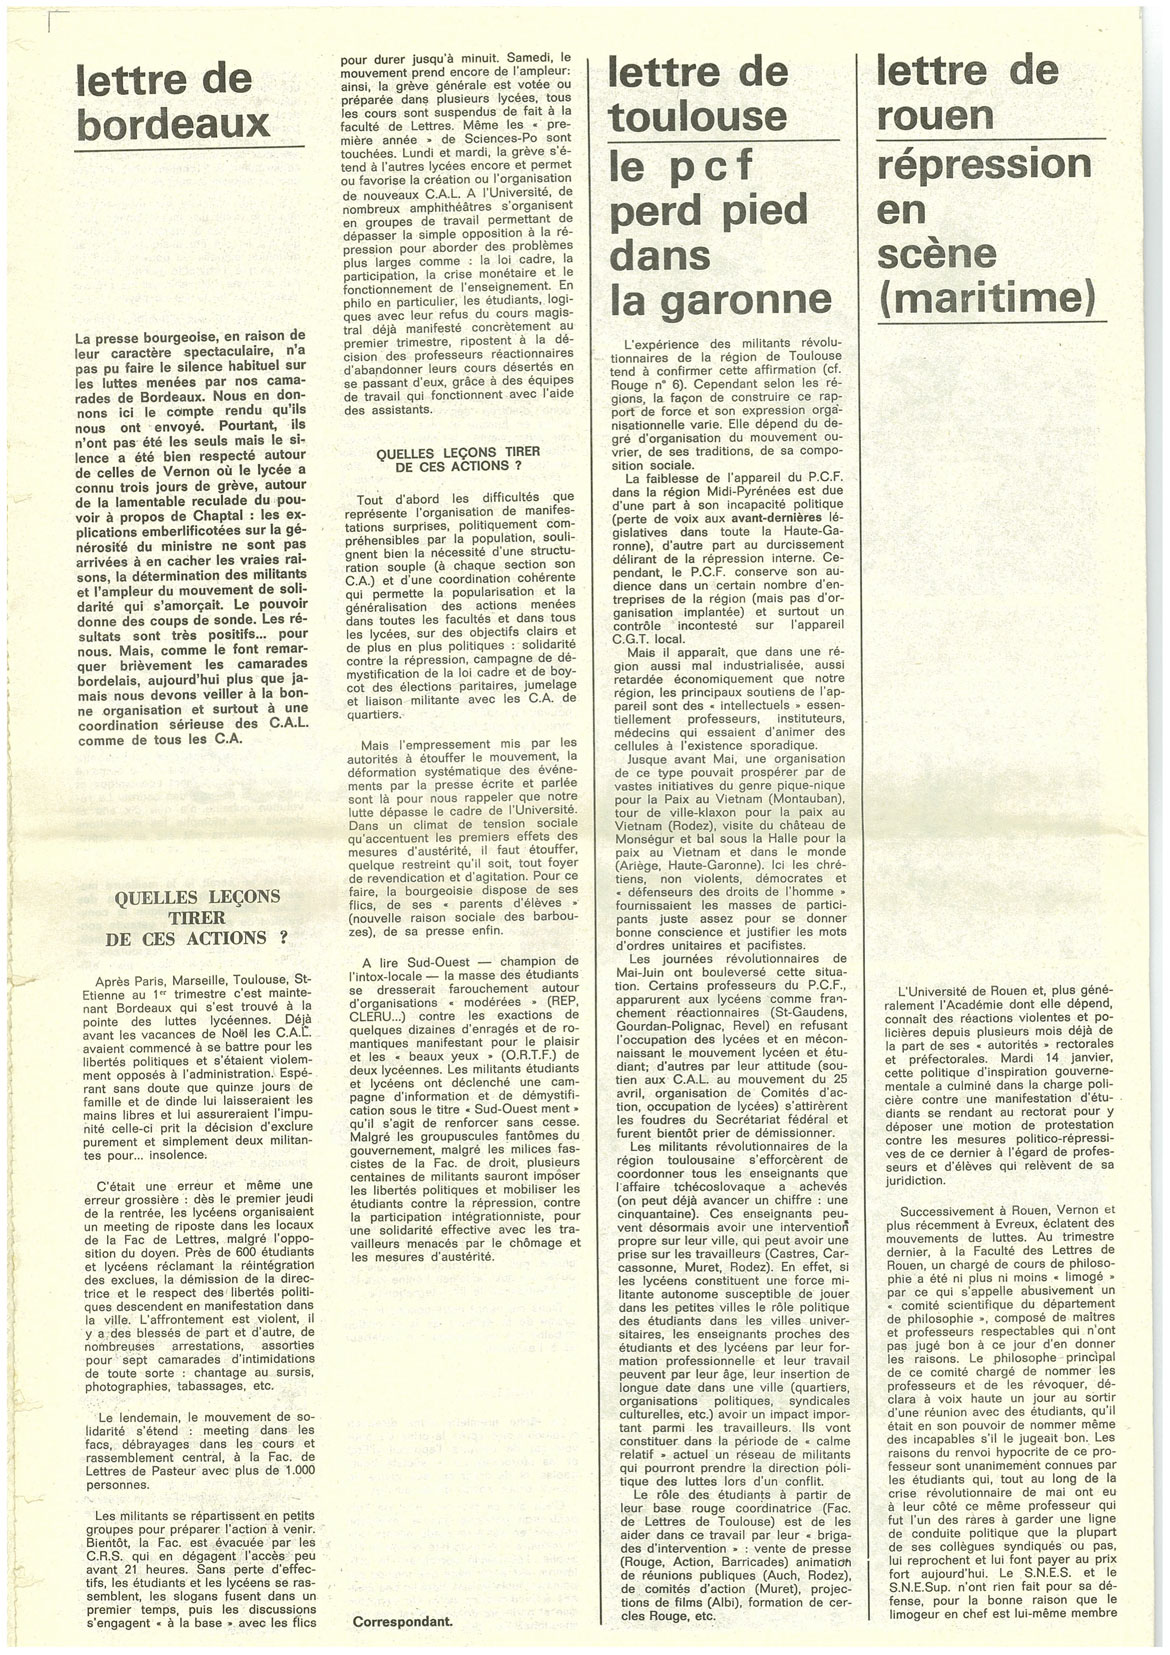 lettre de
bordeaux
La presse bourgeoise, en raison de
leur caractère spectaculaire, n'a
pas pu faire le silence habituel sur
les luttes menées par nos cama-
rades de Bordeaux. Nous en don-
nons ici le compte rendu qu'ils
nous ont envoyé. Pourtant, ils
n'ont pas été les seuls mais le si-
lence a été bien respecté autour
de celles de Vernon où le lycée a
connu trois jours de grève, autour
de la lamentable reculade du pou-
voir à propos de Chaptal : les ex-
plications emberlificotées sur la gé-
nérosité du ministre ne sont pas
arrivées à en cacher les vraies rai-
sons, la détermination des militants
et l'ampleur du mouvement de soli-
darité qui s'amorçait. Le pouvoir
donne des coups de sonde. Les ré-
sultats sont très positifs... pour
nous. Mais, comme le font remar-
quer brièvement les camarades
bordelais, aujourd'hui plus que ja-
mais nous devons veiller à la bon-
ne organisation et surtout à une
coordination sérieuse des C.A.L.
comme de tous les C.A.
QUELLES LEÇONS
TIRER
DE CES ACTIONS ?
Après Paris, Marseille, Toulouse, St-
Etienne au 1er trimestre c'est mainte-
nant Bordeaux qui s'est trouvé à la
pointe des luttes lycéennes. Déjà
avant les vacances de Noël les C.A.L.
avaient commencé à se battre pour les
libertés politiques et s'étaient violem-
ment opposés à l'administration. Espé-
rant sans doute que quinze jours de
famille et de dinde lui laisseraient les
mains libres et lui assureraient l'impu-
nité celle-ci prit la décision d'exclure
purement et simplement deux militan-
tes pour... insolence.
C'était une erreur et même une
erreur grossière : dès le premier jeudi
de la rentrée, les lycéens organisaient
un meeting de riposte dans les locaux
de la Fac de Lettres, malgré l'oppo-
sition du doyen. Près de 600 étudiants
et lycéens réclamant la réintégration
des exclues, la démission de la direc-
trice et le respect des libertés politi-
ques descendent en manifestation dans
la ville. L'affrontement est violent, il
y a des blessés de part et d'autre, de
nombreuses arrestations, assorties
pour sept camarades d'intimidations
de toute sorte : chantage au sursis,
photographies, tabassages, etc.
Le lendemain, le mouvement de so-
lidarité s'étend : meeting dans les
facs, débrayages dans les cours et
rassemblement central, à la Fac. de
Lettres de Pasteur avec plus de 1.000
personnes.
Les militants se répartissent en petits
groupes pour préparer l'action à venir.
Bientôt, la Fac. est évacuée par les
C.R.S. qui en dégagent l'accès peu
avant 21 heures. Sans perte d'effec-
tifs, les étudiants et les lycéens se ras-
semblent, les slogans fusent dans un
premier temps, puis les discussions
s'engagent « à la base » avec les flics
pour durer jusqu'à minuit. Samedi, le
mouvement prend encore de l'ampleur:
ainsi, la grève générale est votée ou
préparée dans plusieurs lycées, tous
les cours sont suspendus de fait à la
faculté de Lettres. Même les « pre-
mière année » de Sciences-Po sont
touchées. Lundi et mardi, la grève s'é-
tend à l'autres lycées encore et permet
ou favorise la création ou l'organisation
de nouveaux C.A.L. A l'Université, de
nombreux amphithéâtres s'organisent
en groupes de travail permettant de
dépasser la simple opposition à la ré-
pression pour aborder des problèmes
plus larges comme : la loi cadre, la
participation, la crise monétaire et le
fonctionnement de l'enseignement. En
philo en particulier, les étudiants, logi-
ques avec leur refus du cours magis-
tral déjà manifesté concrètement au
premier trimestre, ripostent à la dé-
cision des professeurs réactionnaires
d'abandonner leurs cours désertés en
se passant d'eux, grâce à des équipes
de travail qui fonctionnent avec l'aide
des assistants.
QUELLES LEÇONS TIRER
DE CES ACTIONS ?
Tout d'abord les difficultés que
représente l'organisation de manifes-
tations surprises, politiquement com-
préhensibles par la population, souli-
gnent bien la nécessité d'une structu-
ration souple (à chaque section son
C.A.) et d'une coordination cohérente
qui permette la popularisation et la
généralisation des actions menées
dans toutes les facultés et dans tous
les lycées, sur des objectifs clairs et
de plus en plus politiques : solidarité
contre la répression, campagne de dé-
mystification de la loi cadre et de boy-
cot des élections paritaires, jumelage
et liaison militante avec les C.A. de
quartiers.
Mais l'empressement mis par les
autorités à étouffer le mouvement, la
déformation systématique des événe-
ments par la presse écrite et parlée
sont là pour nous rappeler que notre
lutte dépasse le cadre de l'Université.
Dans un climat de tension sociale
qu'accentuent les premiers effets des
mesures d'austérité, il faut étouffer,
quelque restreint qu'il soit, tout foyer
de revendication et d'agitation. Pour ce
faire, la bourgeoisie dispose de ses
flics, de ses « parents d'élèves »
(nouvelle raison sociale des barbou-
zes), de sa presse enfin.
A lire Sud-Ouest — champion de
l'intox-locale — la masse des étudiants
se dresserait farouchement autour
d'organisations « modérées » (REP,
CLERU...) contre les exactions de
quelques dizaines d'enragés et de ro-
mantiques manifestant pour le plaisir
et les « beaux yeux » (O.R.T.F.) de
deux lycéennes. Les militants étudiants
et lycéens ont déclenché une cam-
pagne d'information et de démysti-
fication sous le titre « Sud-Ouest ment »
qu'il s'agit de renforcer sans cesse.
Malgré les groupuscules fantômes du
gouvernement, malgré les milices fas-
cistes de la Fac. de droit, plusieurs
centaines de militants sauront imposer
les libertés politiques et mobiliser les
étudiants contre la répression, contre
la participation intégrationniste, pour
une solidarité effective avec les tra-
vailleurs menacés par le chômage et
les mesures d'austérité.
Correspondant.
lettre de
toulouse
le pcf
perd pied
dans
la garonne
L'expérience des militants révolu-
tionnaires de la région de Toulouse
tend à confirmer cette affirmation (cf.
Rouge n° 6). Cependant selon les ré-
gions, la façon de construire ce rap-
port de force et son expression orga-
nisationnelle varie. Elle dépend du de-
gré d'organisation du mouvement ou-
vrier, de ses traditions, de sa compo-
sition sociale.
La faiblesse de l'appareil du P.C.F.
dans la région Midi-Pyrénées est due
d'une part à son incapacité politique
(perte de voix aux avant-dernières lé-
gislatives dans toute la Haute-Ga-
ronne), d'autre part au durcissement
délirant de la répression interne. Ce-
pendant, le P.C.F. conserve son au-
dience dans un certain nombre d'en-
treprises de la région (mais pas d'or-
ganisation implantée) et surtout un
contrôle incontesté sur l'appareil
C.G.T. local.
Mais il apparaît, que dans une ré-
gion aussi mal industrialisée, aussi
retardée économiquement que notre
région, les principaux soutiens de l'ap-
pareil sont des « intellectuels » essen-
tiellement professeurs, instituteurs,
médecins qui essaient d'animer des
cellules à l'existence sporadique.
Jusque avant Mai, une organisation
de ce type pouvait prospérer par de
vastes initiatives du genre pique-nique
pour la Paix au Vietnam (Montauban),
tour de ville-klaxon pour la paix au
Vietnam (Rodez), visite du château de
Monségur et bal sous la Halle pour la
paix au Vietnam et dans le monde
(Ariège, Haute-Garonne). Ici les chré-
tiens, non violents, démocrates et
« défenseurs des droits de l'homme »
fournissaient les masses de partici-
pants juste assez pour se donner
bonne conscience et justifier les mots
d'ordres unitaires et pacifistes.
Les journées révolutionnaires de
Mai-Juin ont bouleversé cette situa-
tion. Certains professeurs du P.C.F.,
apparurent aux lycéens comme fran-
chement réactionnaires (St-Gaudens,
Gourdan-Polignac, Revel) en refusant
l'occupation des lycées et en mécon-
naissant le mouvement lycéen et étu-
diant; d'autres par leur attitude (sou-
tien aux C.A.L. au mouvement du 25
avril, organisation de Comités d'ac-
tion, occupation de lycées) s'attirèrent
les foudres du Secrétariat fédéral et
furent bientôt prier de démissionner.
Les militants révolutionnaires de la
région toulousaine s'efforcèrent de
coordonner tous les enseignants que
l'affaire tchécoslovaque a achevés
(on peut déjà avancer un chiffre : une
cinquantaine). Ces enseignants peu-
vent désormais avoir une intervention
propre sur leur ville, qui peut avoir une
prise sur les travailleurs (Castres, Car-
cassonne, Muret, Rodez). En effet, si
les lycéens constituent une force mi-
litante autonome susceptible de jouer
dans les petites villes le rôle politique
des étudiants dans les villes univer-
sitaires, les enseignants proches des
étudiants et des lycéens par leur for-
mation professionnelle et leur travail
peuvent par leur âge, leur insertion de
longue date dans une ville (quartiers,
organisations politiques, syndicales
culturelles, etc.) avoir un impact impor-
tant parmi les travailleurs. Ils vont
constituer dans la période de « calme
relatif » actuel un réseau de militants
qui pourront prendre la direction poli-
tique des luttes lors d'un conflit.
Le rôle des étudiants à partir de
leur base rouge coordinatrice (Fac.
de Lettres de Toulouse) est de les
aider dans ce travail par leur « briga-
des d'intervention » : vente de presse
(Rouge, Action, Barricades) animation
de réunions publiques (Auch, Rodez),
de comités d'action (Muret), projec-
tions de films (Albi), formation de cer-
cles Rouge, etc.
lettre de
rouen
répression
en
scène
(maritime)
L'Université de Rouen et, plus géné-
ralement l'Académie dont elle dépend,
connaît des réactions violentes et po-
licières depuis plusieurs mois déjà de
la part de ses « autorités » rectorales
et préfectorales. Mardi 14 janvier,
cette politique d'inspiration gouverne-
mentale a culminé dans la charge poli-
cière contre une manifestation d'étu-
diants se rendant au rectorat pour y
déposer une motion de protestation
contre les mesures politico-répressi-
ves de ce dernier à l'égard de profes-
seurs et d'élèves qui relèvent de sa
juridiction.
Successivement à Rouen, Vernon et
plus récemment à Evreux, éclatent des
mouvements de luttes. Au trimestre
dernier, à la Faculté des Lettres de
Rouen, un chargé de cours de philoso-
phie a été ni plus ni moins « limogé »
par ce qui s'appelle abusivement un
« comité scientifique du département
de philosophie », composé de maîtres
et professeurs respectables qui n'ont
pas jugé bon à ce jour d'en donner
les raisons. Le philosophe principal
de ce comité chargé de nommer les
professeurs et de les révoquer, dé-
clara à voix haute un jour au sortir
d'une réunion avec des étudiants, qu'il
était en son pouvoir de nommer même
des incapables s'il le jugeait bon. Les
raisons du renvoi hypocrite de ce pro-
fesseur sont unanimement connues par
les étudiants qui, tout au long de la
crise révolutionnaire de mai ont eu
à leur côté ce même professeur qui
fut l'un des rares à garder une ligne
de conduite politique que la plupart
de ses collègues syndiqués ou pas,
lui reprochent et lui font payer au prix
fort aujourd'hui. Le S.N.E.S. et le
S.N.E.Sup. n'ont rien fait pour sa dé-
fense, pour la bonne raison que le
limogeur en chef est lui-même membre